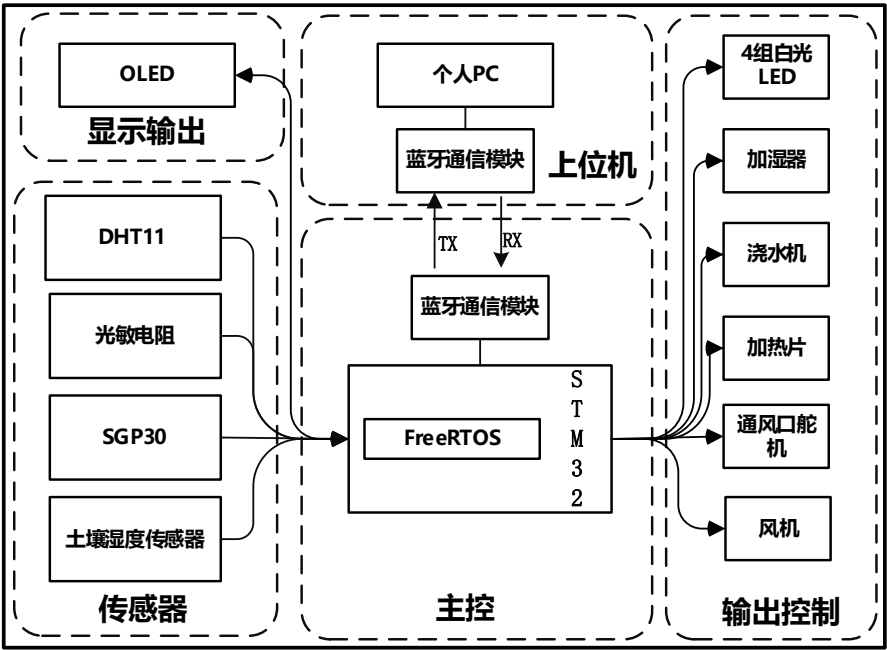 OLED
显示输出
个人PC
蓝牙通信模块
上位机
TX
RX
DHT11
光敏电阻
SGP30
土壤湿度传感器
传感器
蓝牙通信模块
FreeRTOS
S
T
M
3
2
主控
4组白光
LED
加湿器
浇水机
加热片
通风口舵
机
风机
输出控制